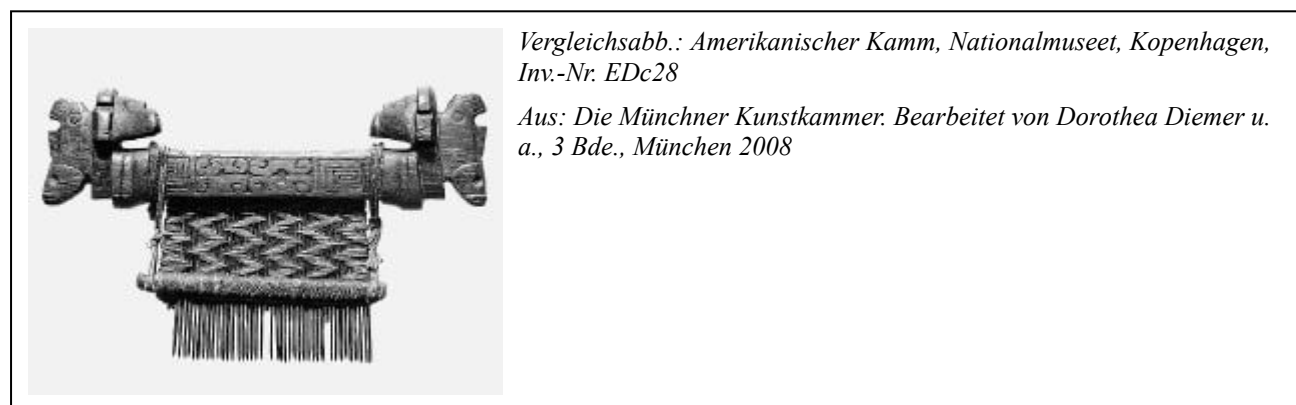 Vergleichsabb.: Amerikanischer Kamm, Nationalmuseet, Kopenhagen,
Inv.-Nr. EDc28
Aus: Die Münchner Kunstkammer. Bearbeitet von Dorothea Diemer u.
a., 3 Bde., München 2008